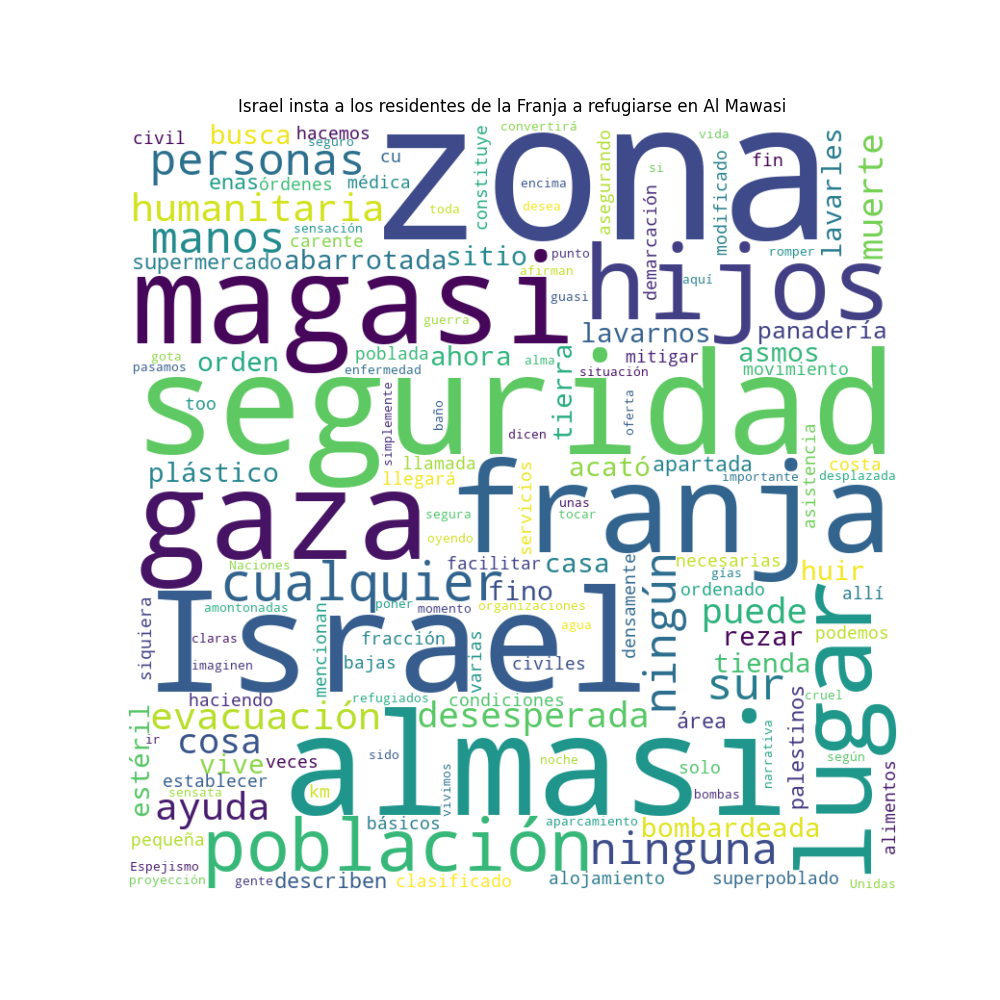 Israel insta a los residentes de la Franja a refugiarse en Al Mawasi
civil busca hacemos
seguro
convertirá
vida
personas
cu
zona
constituye
encima
desea
asegurando
si
modificado
fin
lavarles
muerte
enas órdenes médica
humanitaria
toda
sensación
manos carente
supermercado abarrotada sitio
punto
afirman
demarcación
romper
aquí
magasi
guasi
hijos
guerra
lavarnos panadería
gota
pasamos
orden
poblada ahora alma
enfermedad
tierra
mitigar
situación
asmos
movimiento
seguridad
too
simplemente
baño
dicen
oferta
plástico
llamada
llegará
acató apartada costa
importante desplazada
asistencia
servicios
gaza
franja
segura
unas
tocar
oyendo
Naciones
facilitar casa
necesarias
gías
huir
cualquier fino
ningún
ordenado allí
siquiera
amontonadas
poner
momento organizaciones
agua
densamente
puede
claras
mencionan
fracción
bajas
varias
Israel
civiles
rezar podemos
imaginen
tienda
haciendo
refugiados
condiciones
sur
cruel
lugar
evacuación desesperada
área
palestinos
estéril
ir
cosa
vive veces
sido
noche
narrativa
según
solo
almasi
establecer
sensata
km
vivimos
bombas
alimentos
ayuda
básicos
aparcamiento
bombardeada
pequeña
población
ninguna
Espejismo
proyección
gente describen clasificado alojamiento superpoblado Unidas